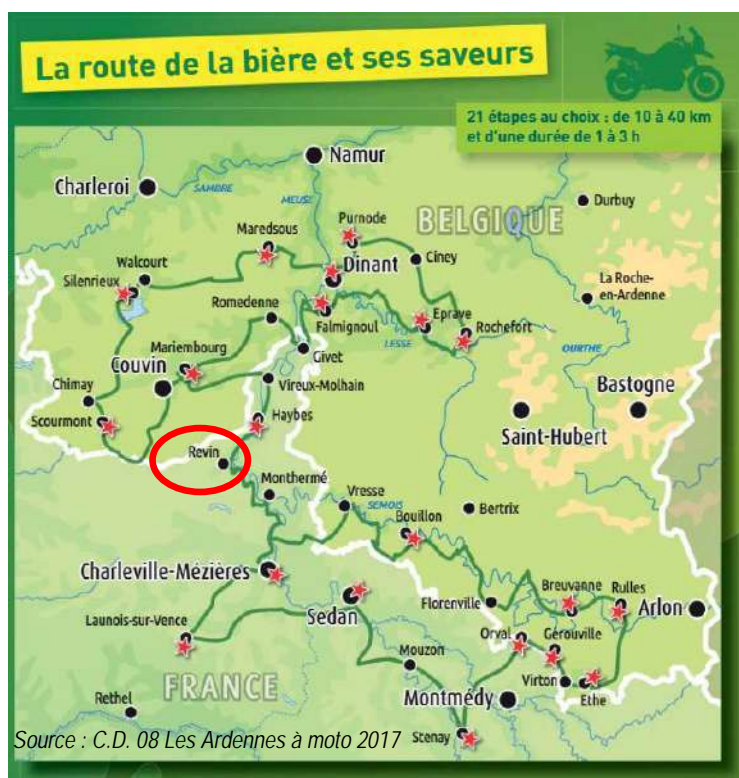 La route de la bière et ses saveurs
21 étapes au choix : de 10 à 40 km
et d'une durée de 1 à 3 h
Namur
Charleroi
SAMBRE
MEUSE
Durbuy
Purnode
BELGIQUE
Maredsous
Walcourt
Ciney
Dinant
Silenrieux
La Roche-
en-Ardenne
Romedenne
Falmignoul
Eprave
Rochefort
LESSE
OURTHE
Mariembourg
Givet
Couvin
Vireux-Molhain
Bastogne
Chimay
Haybes
Scourmont
Saint-Hubert
Revin
Monthermé
Vresse
SEMOIS
Bertrix
Bouillon
Charleville-Mézières
Breuvanne
Rulles
Sedan
Florenville
Arlon
Launois-sur-Vence
Orval
Gérouville
Mouzon
FRANCE
Virton
Ethe
Rethel
Montmédy
Stenay
Source : C.D. 08 Les Ardennes à moto 2017